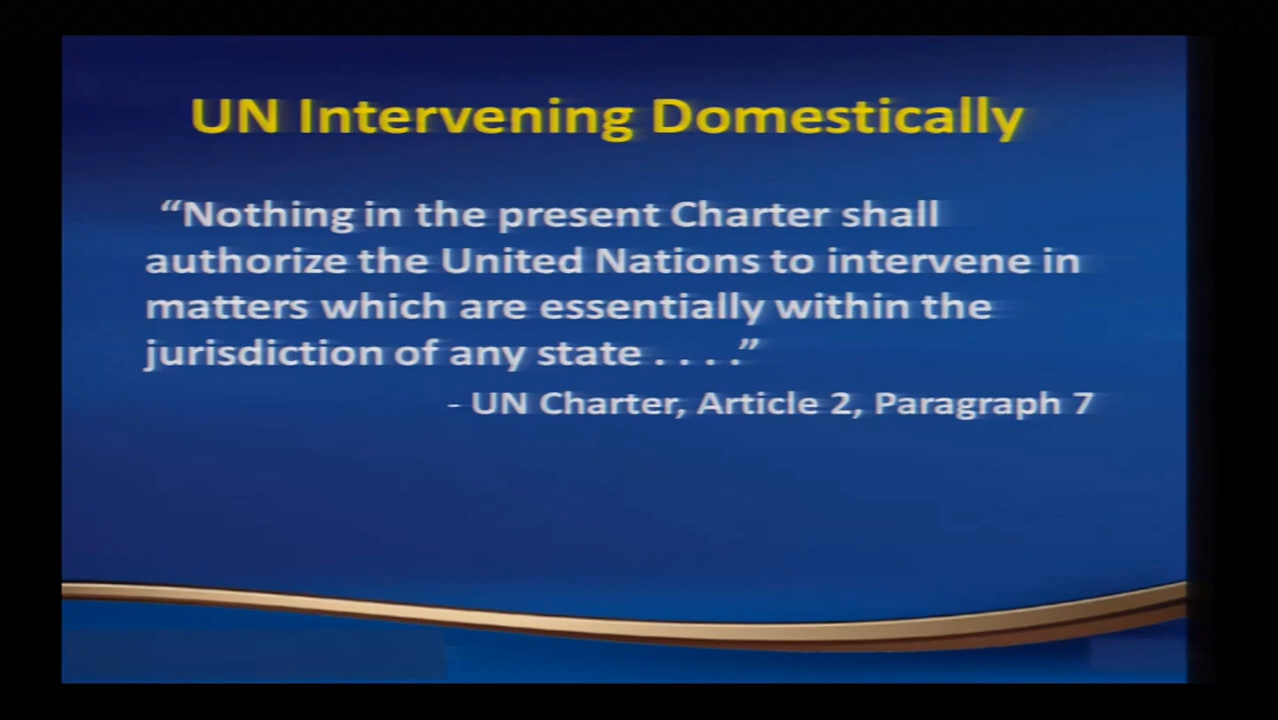 UN Intervening Domestically
“Nothing in the present Charter shall
authorize the United Nations to intervene in
matters which are essentially within the
jurisdiction of any state . . . .”
- UN Charter, Article 2, Paragraph 7